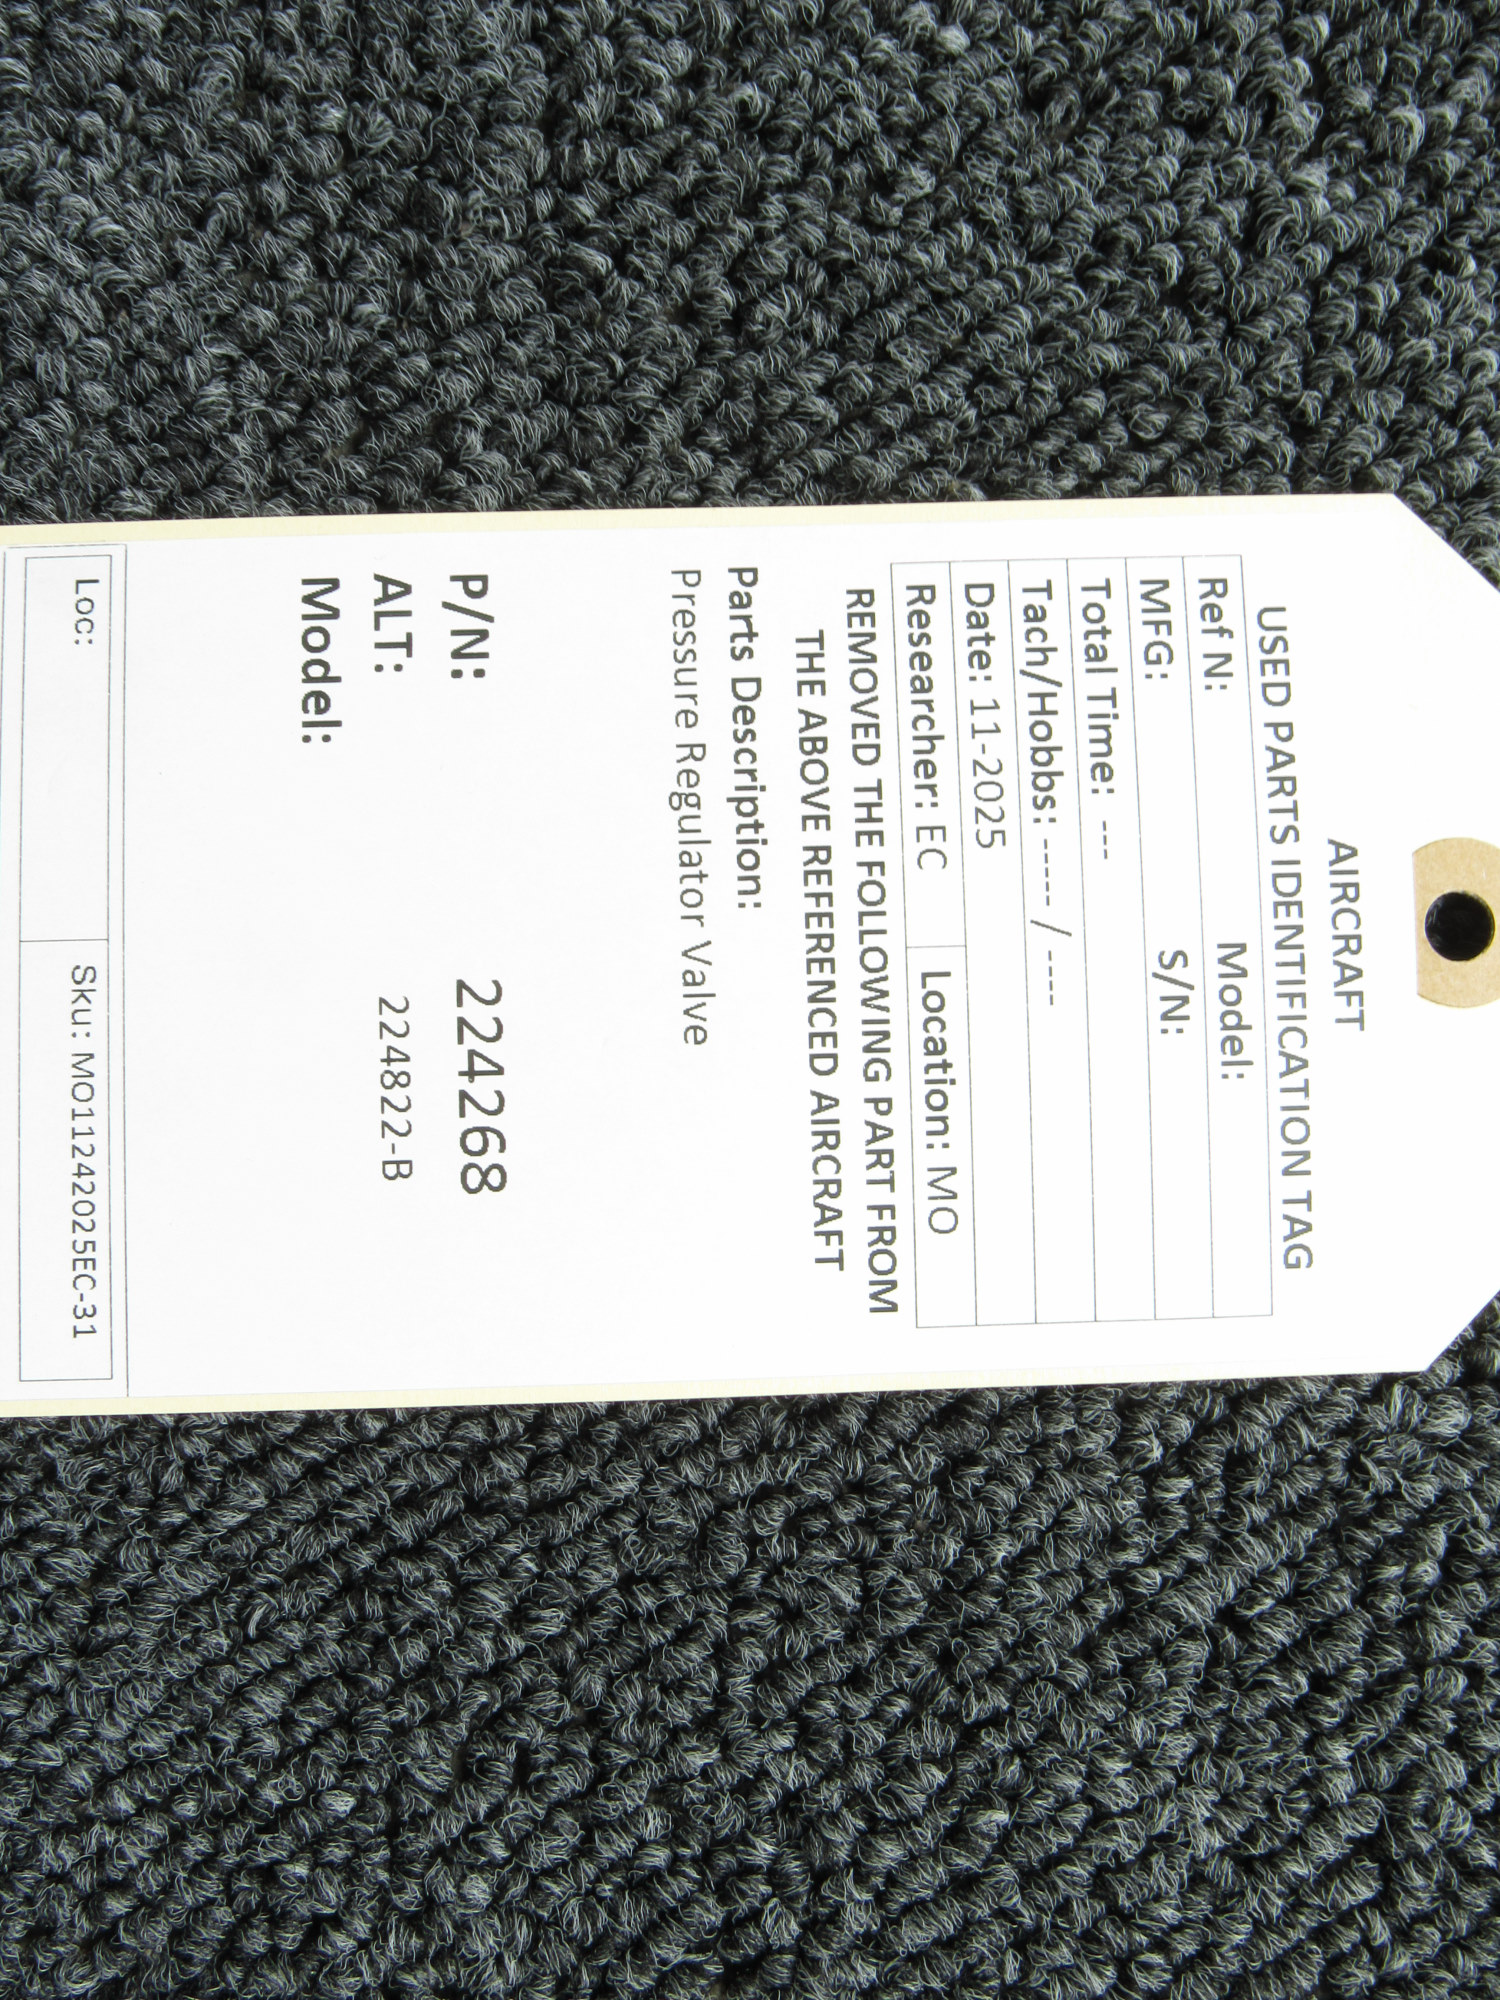 AIRCRAFT
USED PARTS IDENTIFICATION TAG
Ref N: Model:
MFG: S/N:
Total Time: ---
Tach/Hobbs: ----- / ----
Date: 11-2025
Researcher: EC Location: MO
REMOVED THE FOLLOWING PART FROM
THE ABOVE REFERENCED AIRCRAFT
Parts Description:
Pressure Regulator Valve
P/N: 224268
ALT: 224822-B
Model:
Loc: Sku: MO11242025EC-31